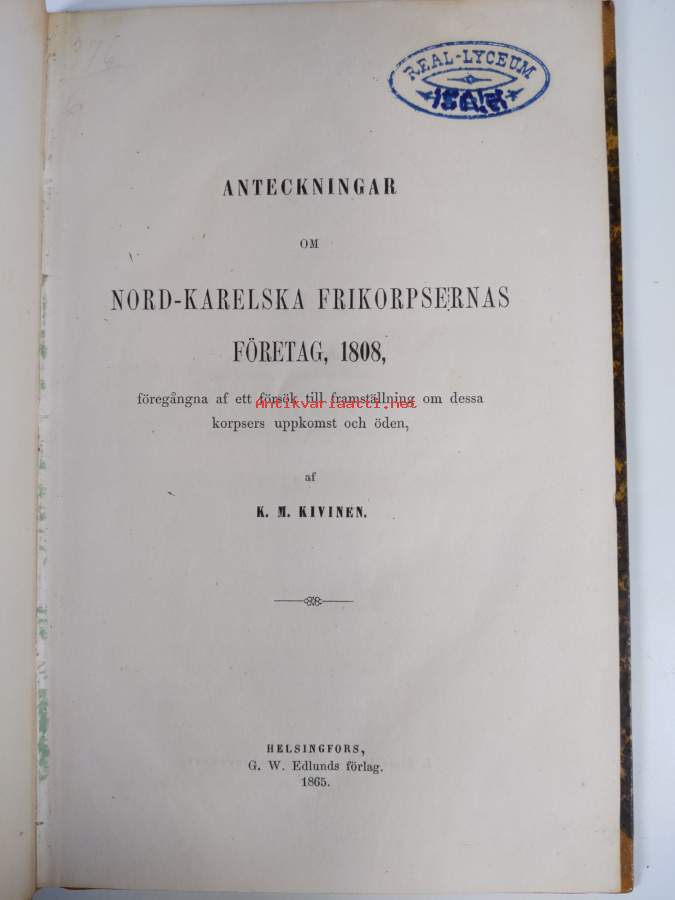 REAL-LYCEUM
ANTECKNINGAR
OM
NORD-KARELSKA FRIKORPSERNAS
FÖRETAG, 1808,
föregångna af ett försök till framställning om dessa
Antikvariaatti.net
korpsers uppkomst och öden,
af
K. M. KIVINEN.
HELSINGFORS,
G. W. Edlunds förlag.
1865.